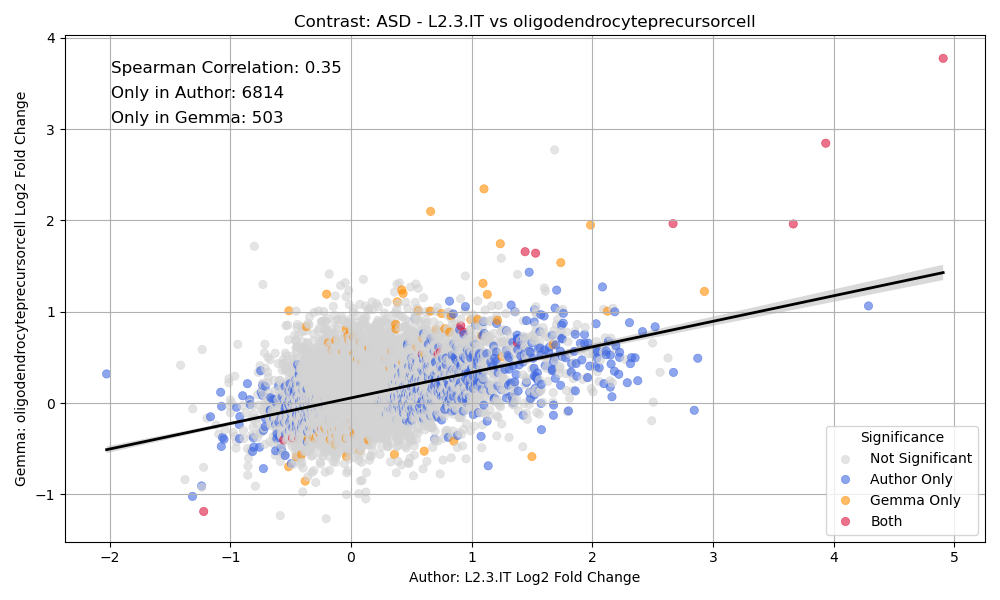 Contrast: ASD - L2.3.IT vs oligodendrocyteprecursorcell
Spearman Correlation: 0.35
Only in Author: 6814
Only in Gemma: 503
Gemma: oligodendrocyteprecursorcell Log2 Fold Change
4
3
2
1
0
−1
−2
−1
0
1
2
3
4
5
Author: L2.3.IT Log2 Fold Change
Significance
Not Significant
Author Only
Gemma Only
Both